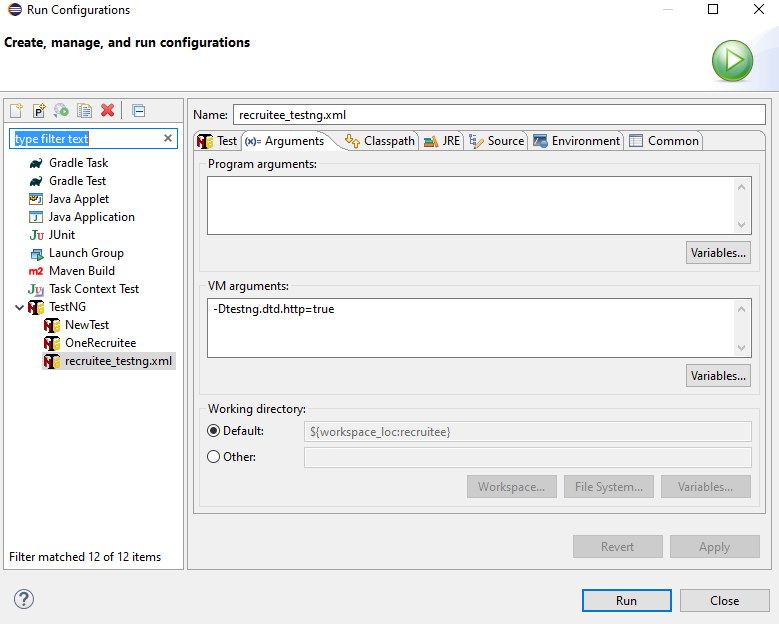 Run Configurations
Create, manage, and run configurations
type filter text
Gradle Task
Gradle Test
Java Applet
Java Application
JUnit
Launch Group
Maven Build
Task Context Test
TestNG
NewTest
OneRecruitee
recruitee_testng.xml
Filter matched 12 of 12 items
Name: recruitee_testng.xml
Test (x)= Arguments Classpath JRE Source Environment Common
Program arguments:
Variables...
VM arguments:
-Dtestng.dtd.http=true
Variables...
Working directory:
Default: ${workspace_loc:recruitee}
Other:
Workspace... File System... Variables...
Revert Apply
Run Close